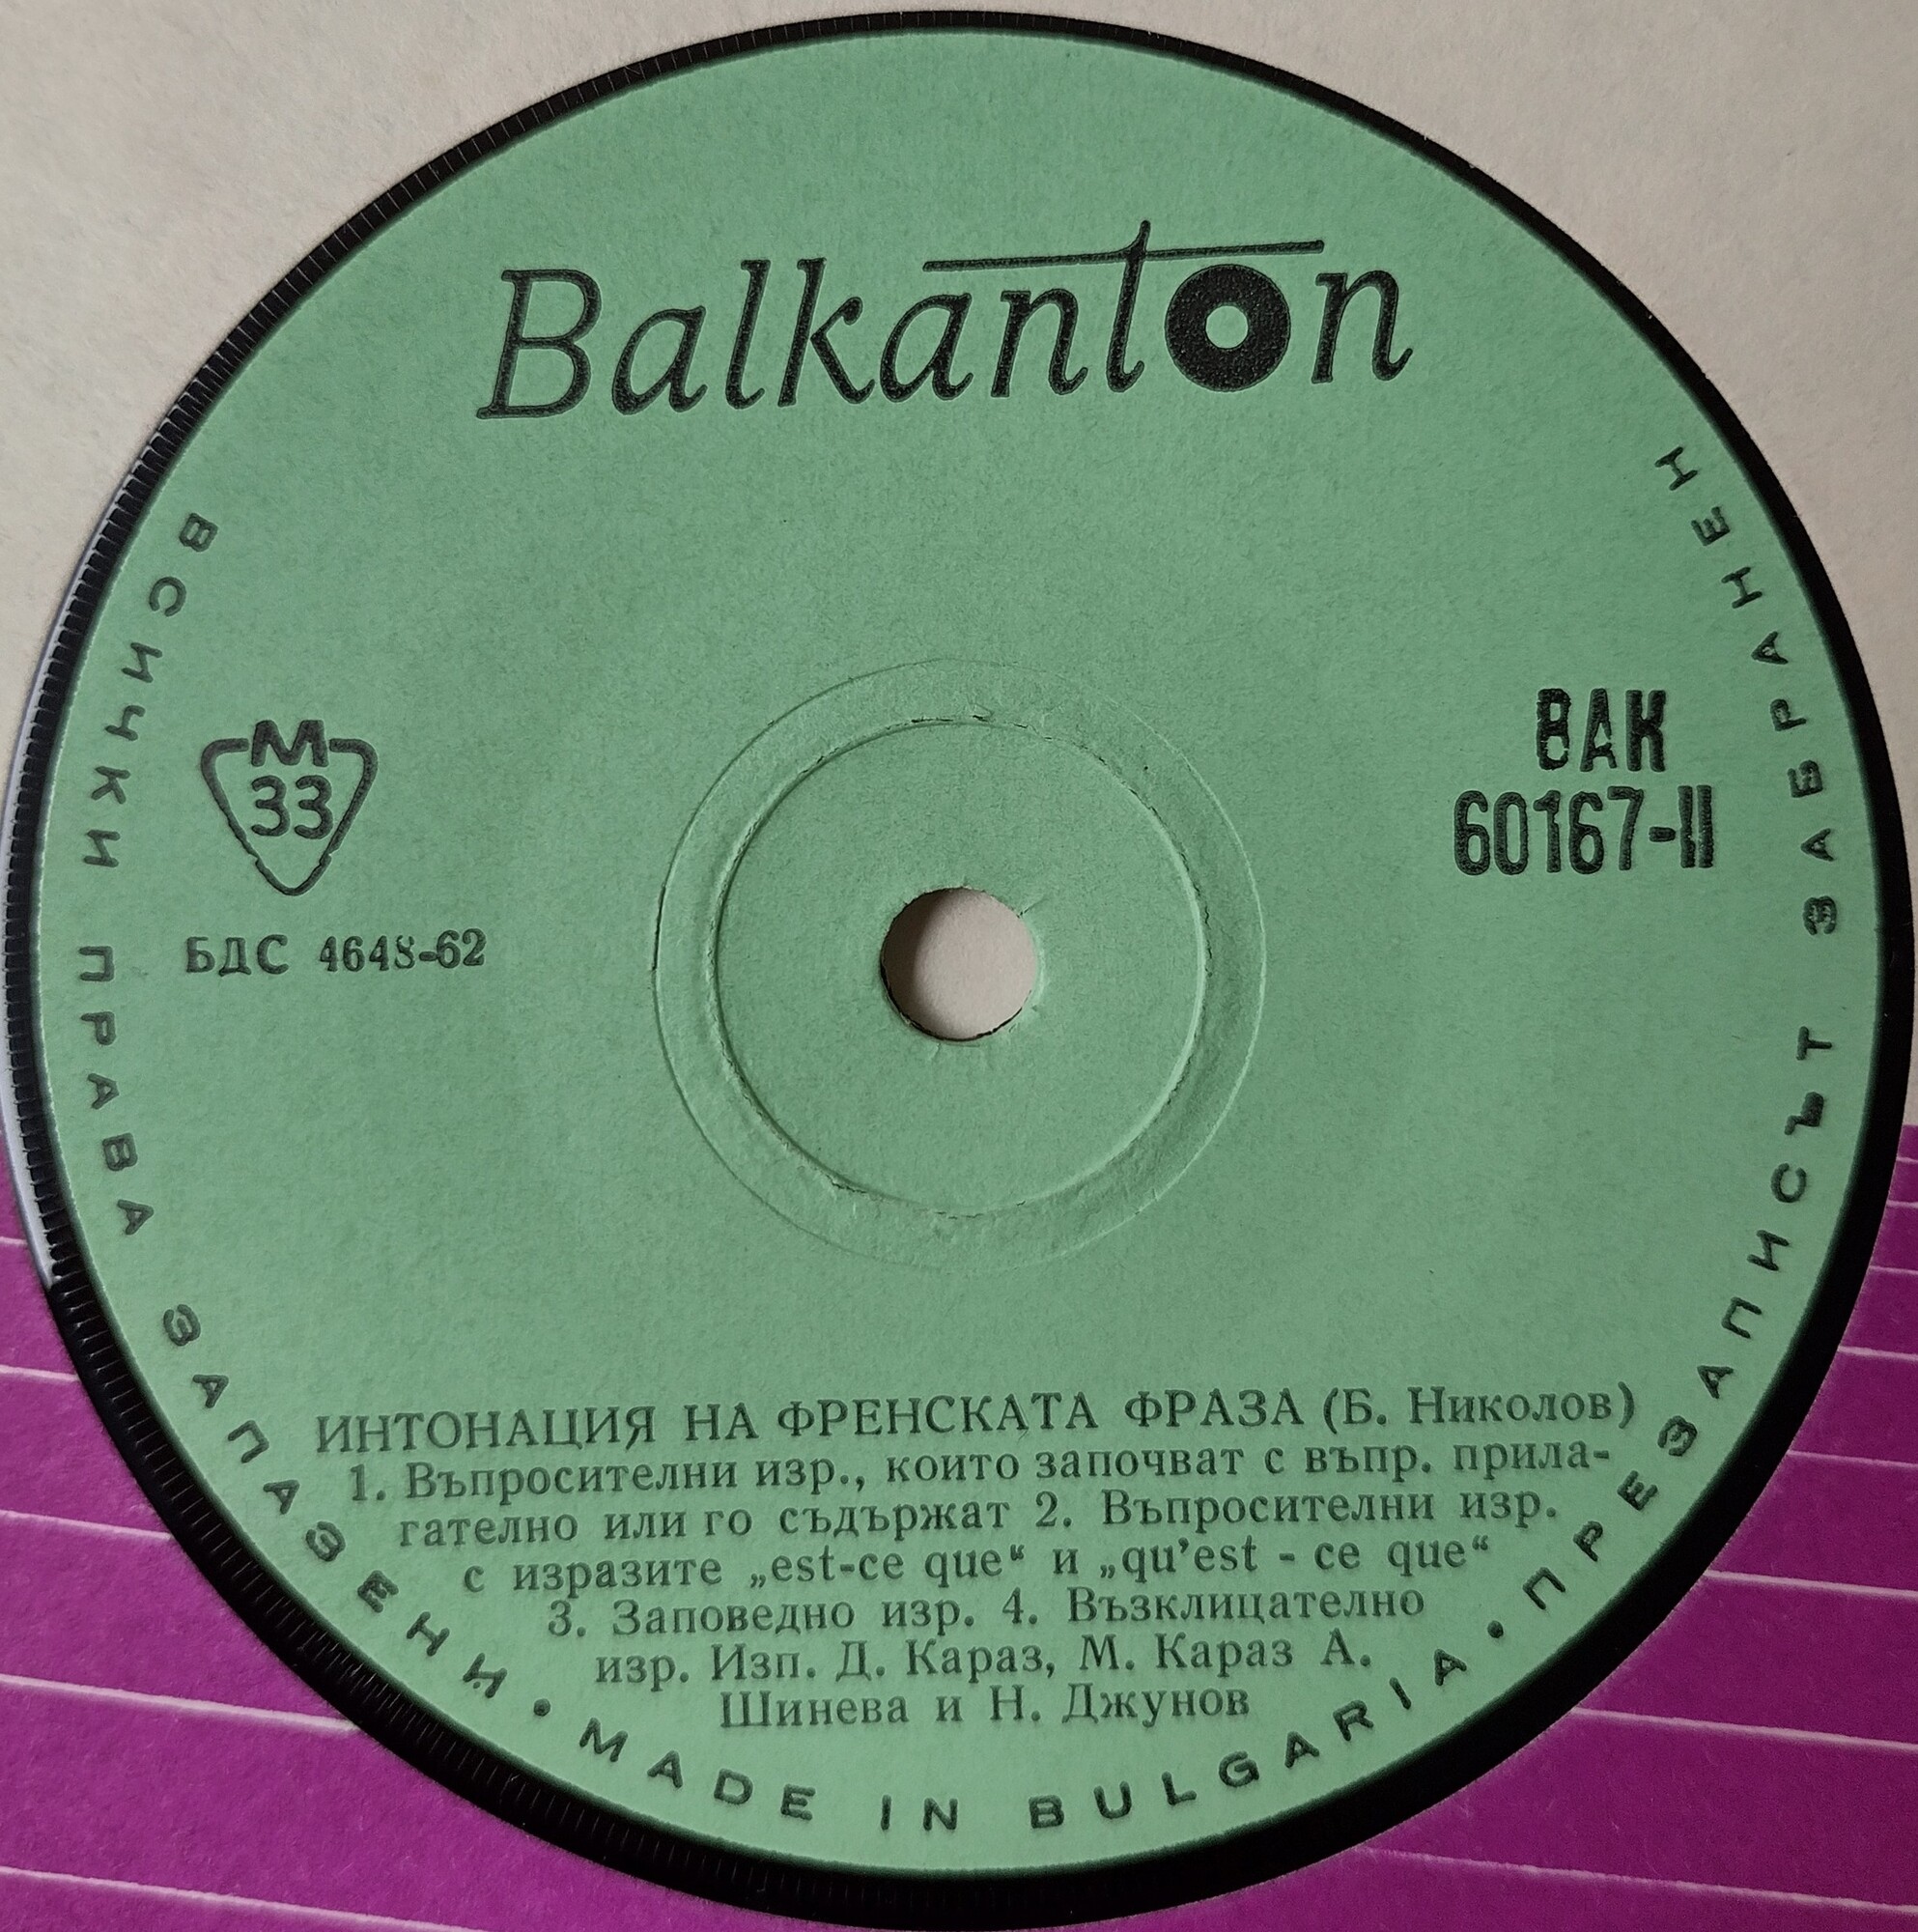 Balkanton
ВСИЧКИ ПРАВА ЗАПАЗЕНИ • MADE IN BULGARIA • ПРЕЗАПИСЪТ ЗАБРАНЕН
М
33
БДС 4648-62
ВАК
60167-II
ИНТОНАЦИЯ НА ФРЕНСКАТА ФРАЗА (Б. Николов)
1. Въпросителни изр., които започват с въпр. прила-
гателно или го съдържат 2. Въпросителни изр.
с изразите „est-ce que“ и „qu’est - ce que“
3. Заповедно изр. 4. Възклицателно
изр. Изп. Д. Караз, М. Караз А.
Шинева и Н. Джунов